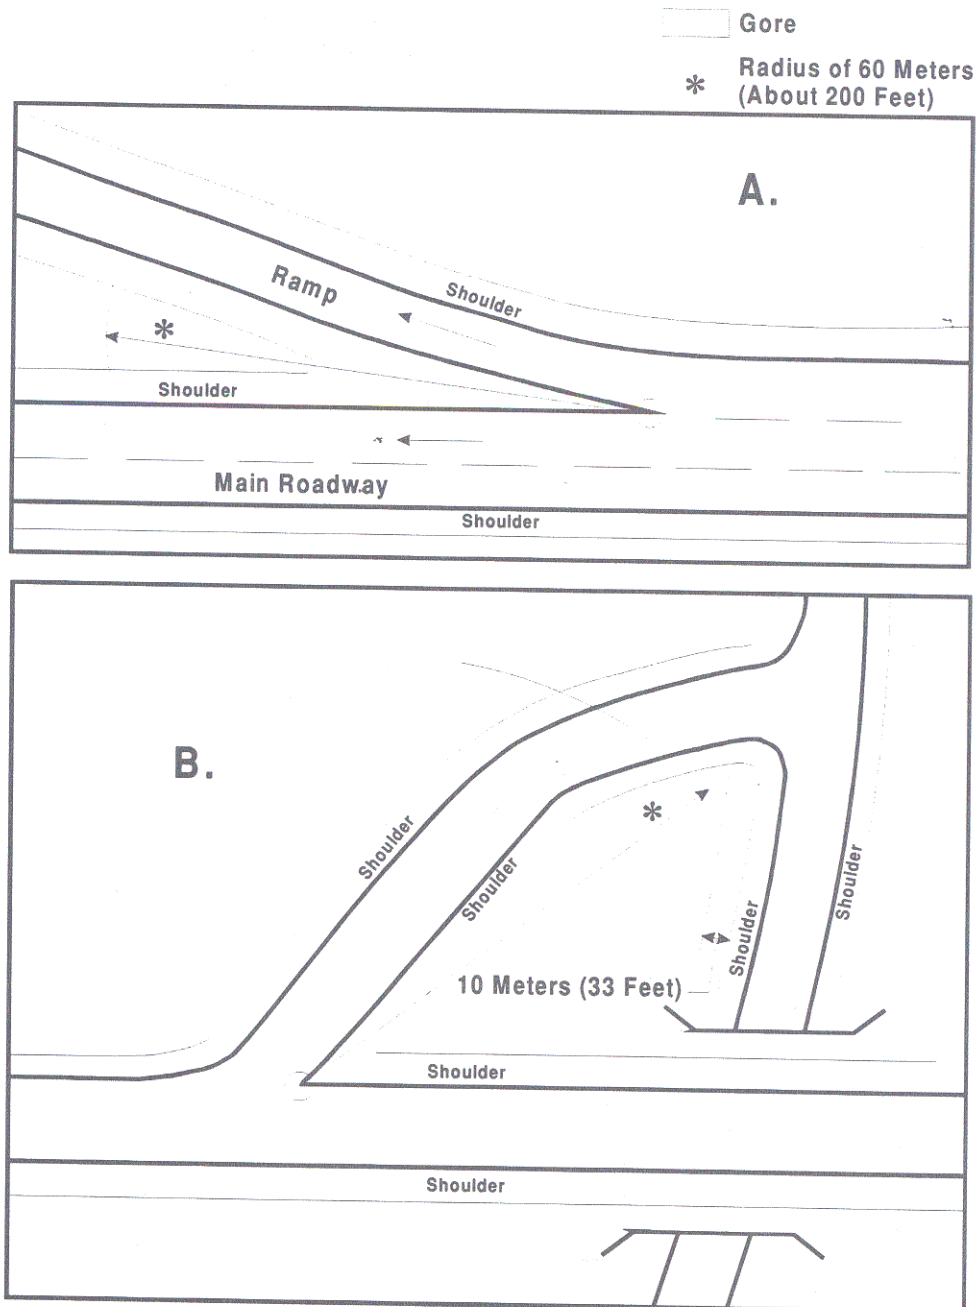 Gore
* Radius of 60 Meters
(About 200 Feet)
A.
Ramp
Shoulder
*
Shoulder
Main Roadway
Shoulder
B.
*
Shoulder
Shoulder
Shoulder
Shoulder
10 Meters (33 Feet)
Shoulder
Shoulder